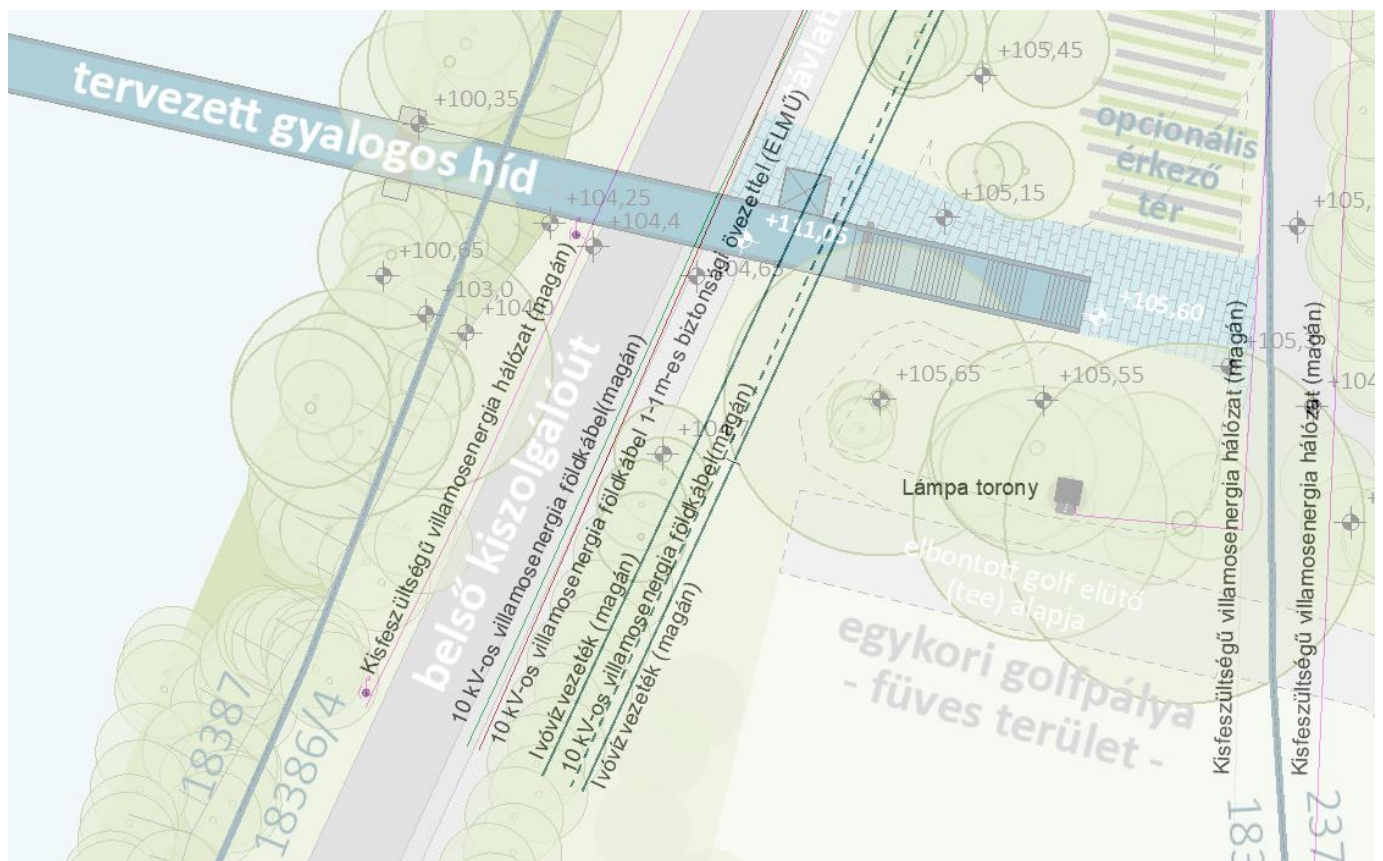 tervezett gyalogos híd
+100,35
+104,25
+104,4
+100,65
+103,0
+104,65
+111,05
+105,45
+105,15
opcionális
érkező
tér
+105,60
+105,65
+105,55
Lámpa torony
elbontott golf elütő
(tee) alapja
egykori golfpálya
- füves terület -
belső kiszolgálóút
Kisfeszültségű villamosenergia hálózat (magán)
10 kV-os villamosenergia földkábel(magán)
10 kV-os villamosenergia földkábel 1-1m-es biztonsági övezettel (ELMŰ)
Ivóvízvezeték (magán)
10 kV-os villamosenergia földkábel(magán)
Ivóvízvezeték (magán)
Kisfeszültségű villamosenergia hálózat (magán)
Kisfeszültségű villamosenergia hálózat (magán)
18387
18386/4